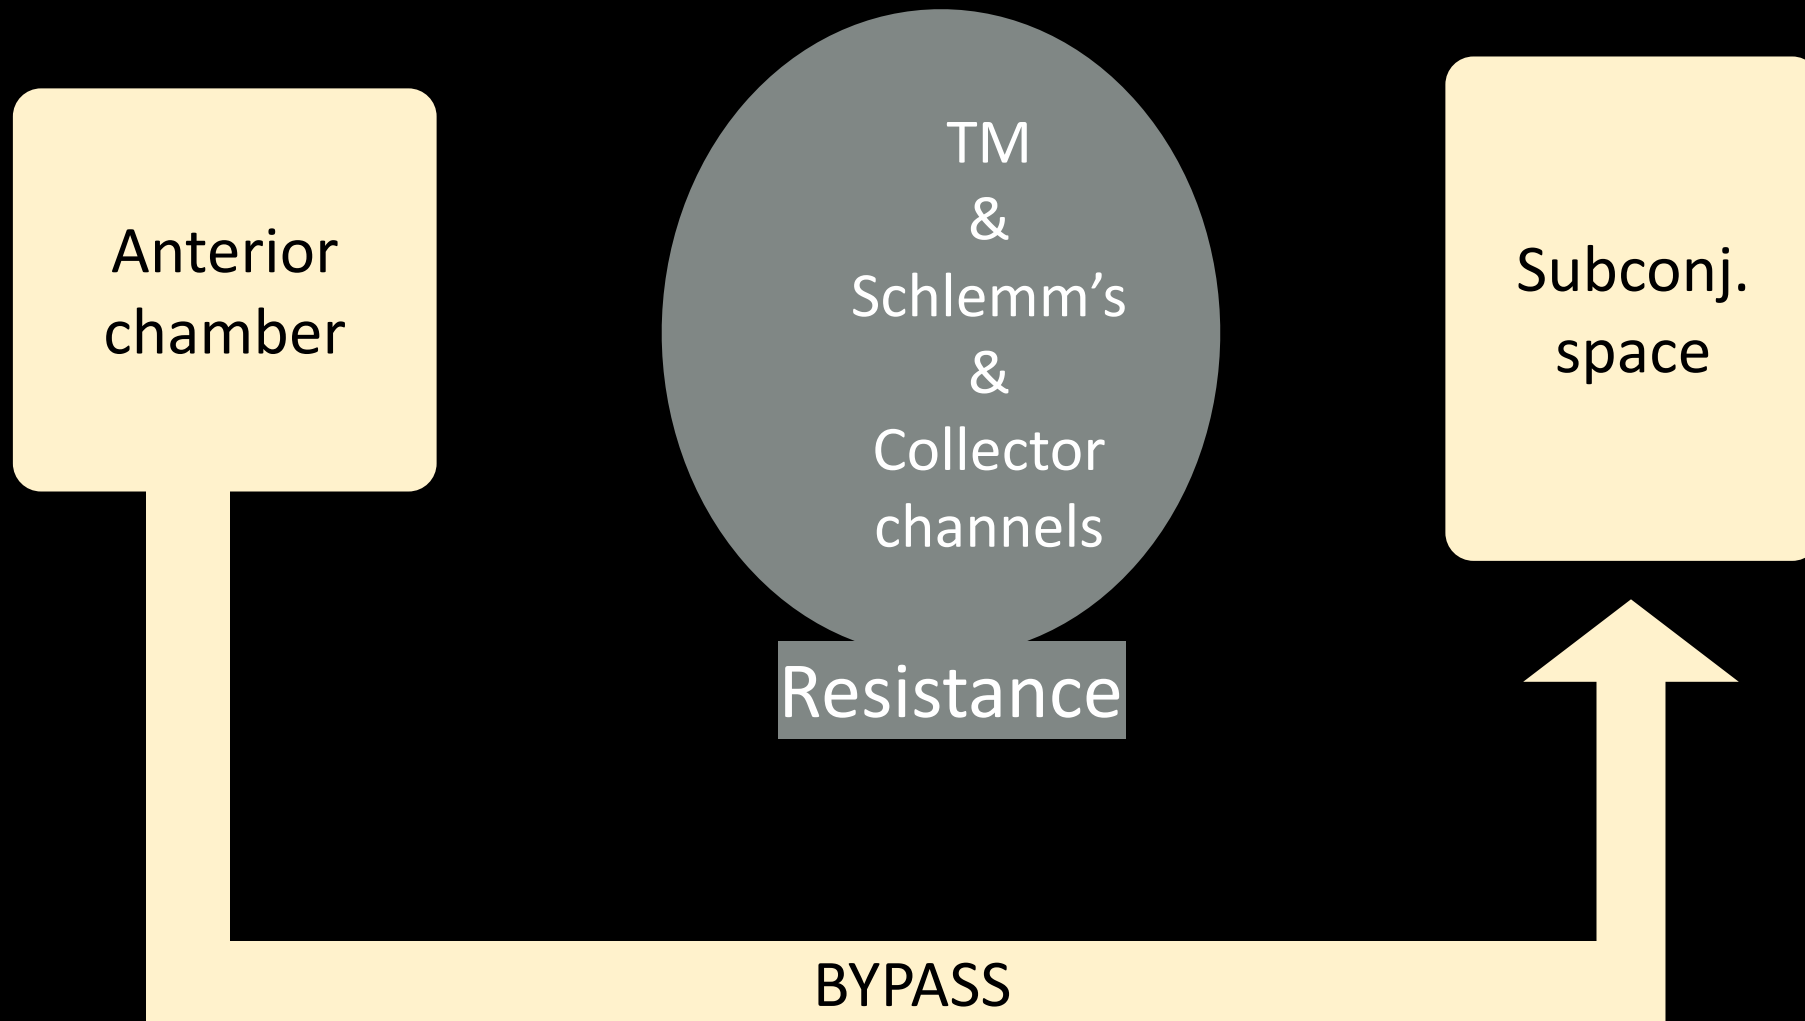 Anterior
chamber
TM
&
Schlemm’s
&
Collector
channels
Resistance
Subconj.
space
BYPASS